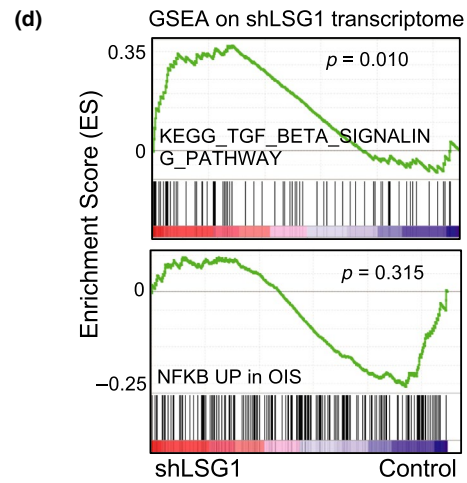 (d)
GSEA on shLSG1 transcriptome
Enrichment Score (ES)
0.35
0
p = 0.010
KEGG_TGF_BETA_SIGNALIN
G_PATHWAY
0
–0.25
p = 0.315
NFKB UP in OIS
shLSG1
Control